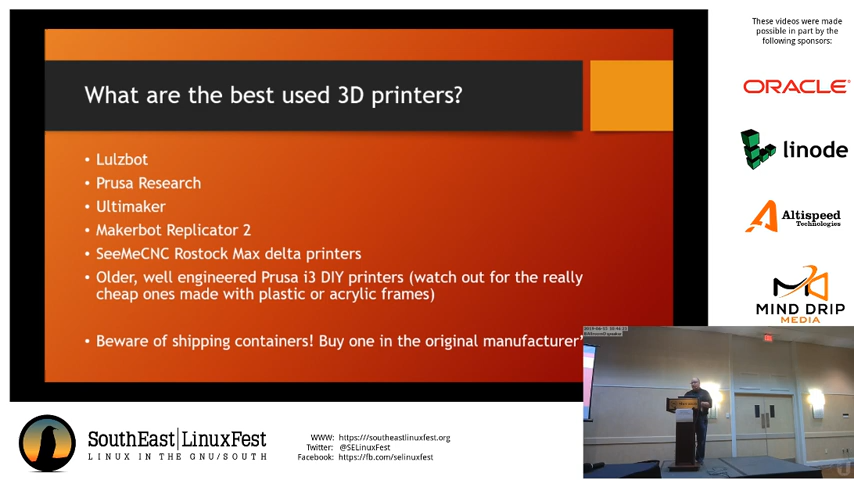 These videos were made
possible in part by the
following sponsors:
What are the best used 3D printers?
ORACLE
• Lulzbot
• Prusa Research
• Ultimaker
• Makerbot Replicator 2
• SeeMeCNC Rostock Max delta printers
• Older, well engineered Prusa i3 DIY printers (watch out for the really
cheap ones made with plastic or acrylic frames)
• Beware of shipping containers! Buy one in the original manufacturer'
linode
Altispeed
Technologies
MIND DRIP
MEDIA
SouthEast|LinuxFest
LINUX IN THE GNU/SOUTH
WWW: https://southeastlinuxfest.org
Twitter: @SELinuxFest
Facebook: https://fb.com/selinuxfest